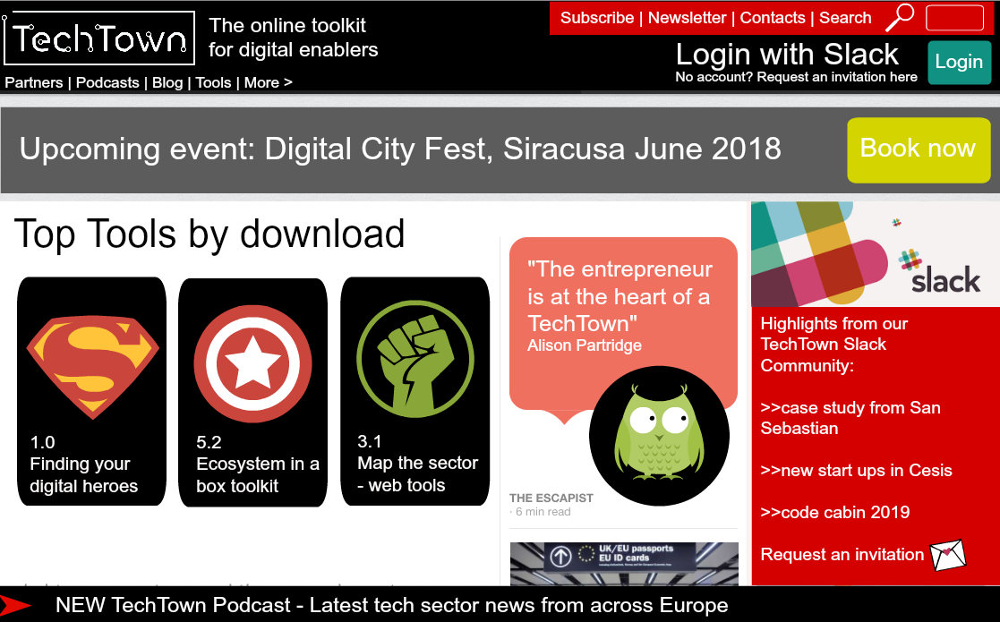 TechTown
The online toolkit
for digital enablers
Subscribe | Newsletter | Contacts | Search
Login with Slack
No account? Request an invitation here
Login
Partners | Podcasts | Blog | Tools | More >
Upcoming event: Digital City Fest, Siracusa June 2018
Book now
Top Tools by download
1.0
Finding your
digital heroes
5.2
Ecosystem in a
box toolkit
3.1
Map the sector
- web tools
"The entrepreneur
is at the heart of a
TechTown"
Alison Partridge
THE ESCAPIST
· 6 min read
UK/EU passports
EU ID cards
slack
Highlights from our
TechTown Slack
Community:
>>case study from San
Sebastian
>>new start ups in Cesis
>>code cabin 2019
Request an invitation
NEW TechTown Podcast - Latest tech sector news from across Europe